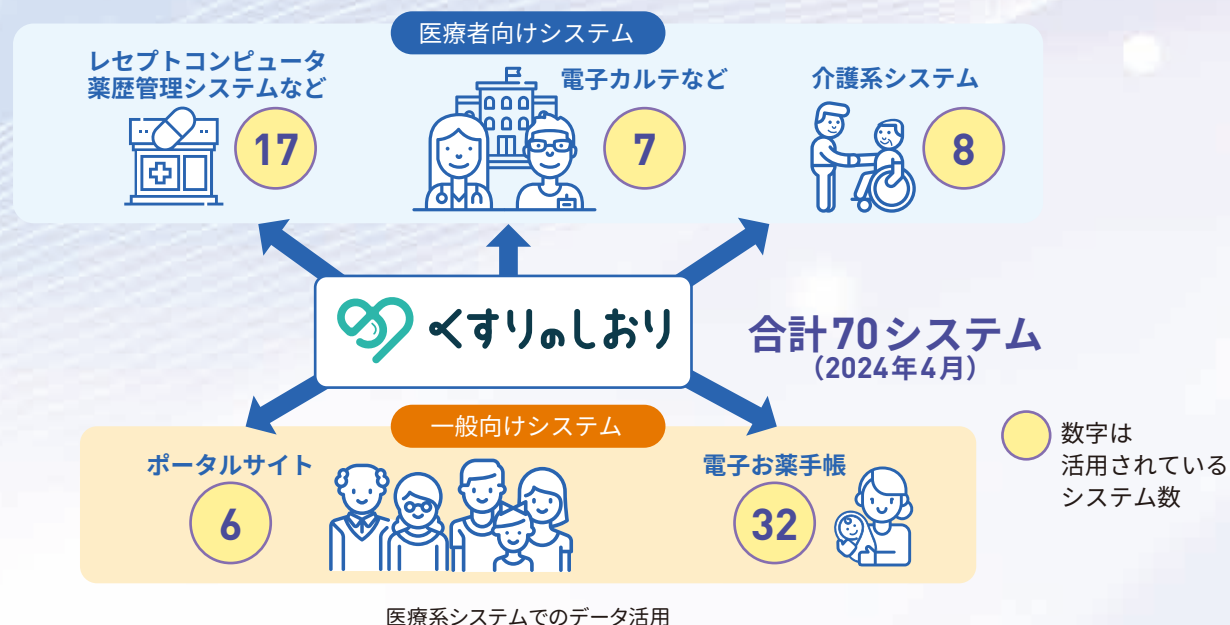 医療者向けシステム
レセプトコンピュータ
薬歴管理システムなど
17
電子カルテなど
7
介護系システム
8
くすりのしおり
合計70システム
（2024年4月）
一般向けシステム
ポータルサイト
6
電子お薬手帳
32
数字は
活用されている
システム数
医療系システムでのデータ活用